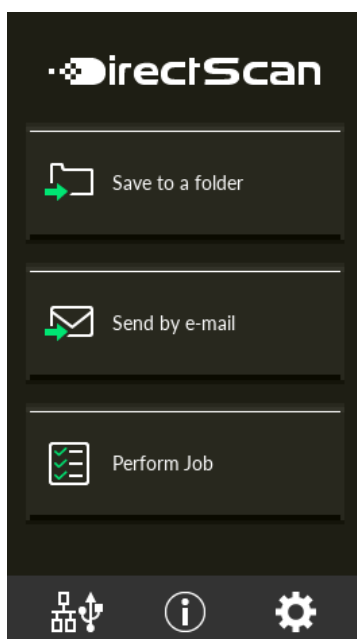 DirectScan
Save to a folder
Send by e-mail
Perform Job